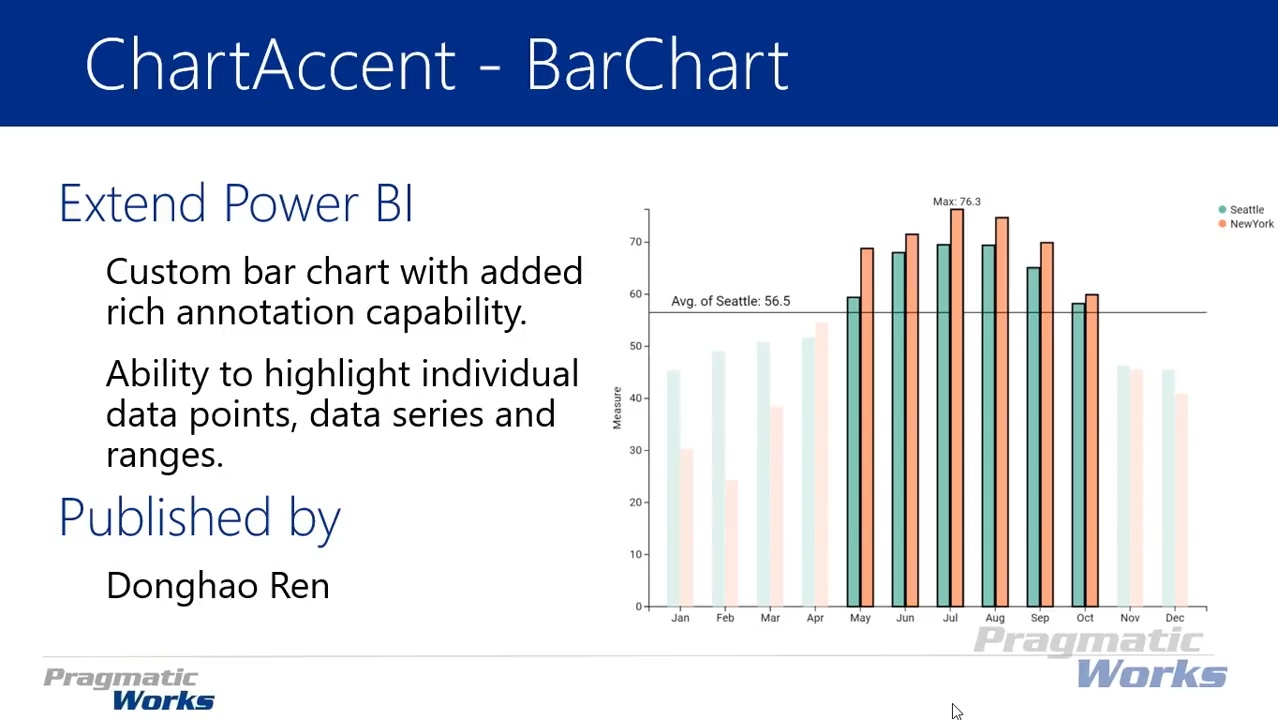 ChartAccent - BarChart
Extend Power BI
Custom bar chart with added
rich annotation capability.
Ability to highlight individual
data points, data series and
ranges.
Published by
Donghao Ren
Max: 76.3
Seattle
NewYork
Avg. of Seattle: 56.5
Measure
70
60
50
40
30
20
10
0
Jan Feb Mar Apr May Jun Jul Aug Sep Oct Nov Dec
Pragmatic
Works
Pragmatic
Works